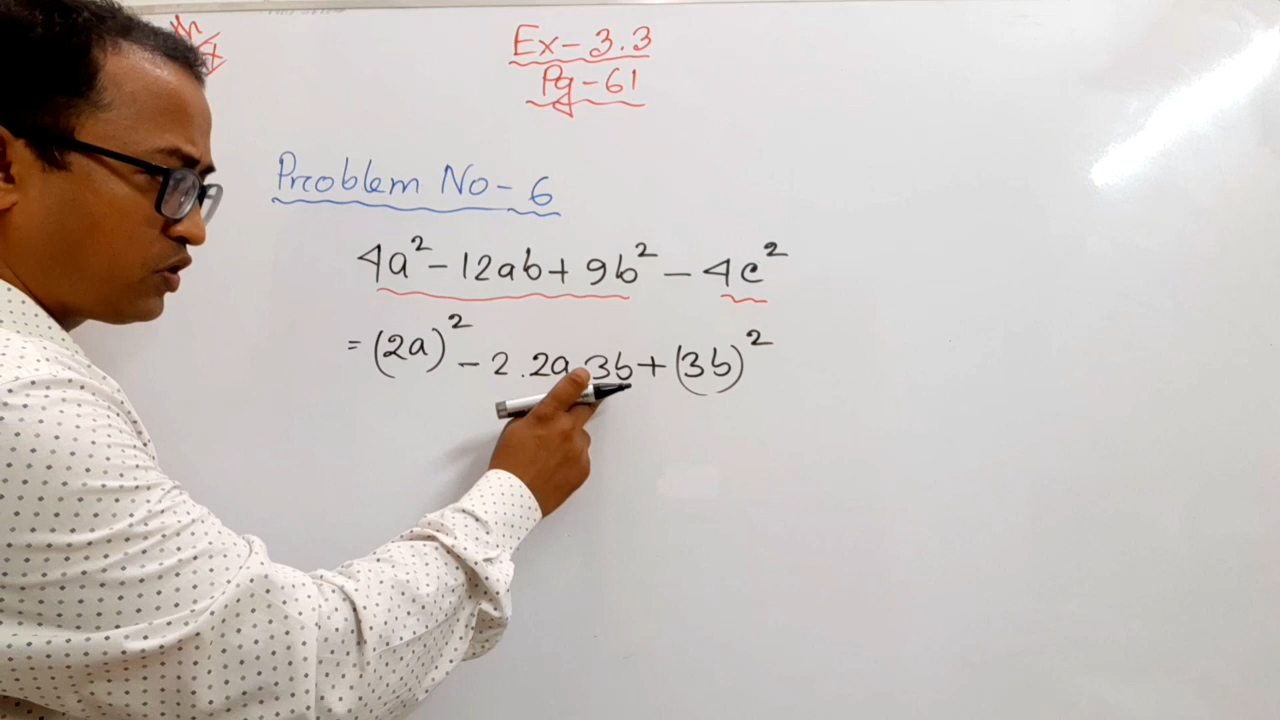 Ex-3.3
Pg-61
Problem No- 6
4a² - 12ab + 9b² - 4c²
= (2a)² - 2.2a.3b + (3b)²